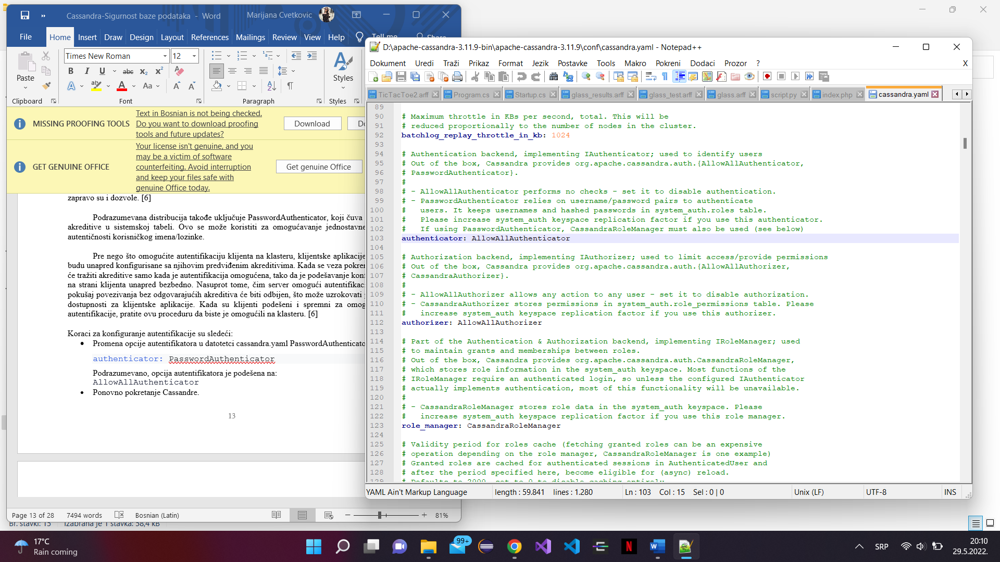 Cassandra-Sigurnost baze podataka - Word
Marijana Cvetkovic
File
Home
Insert
Draw
Design
Layout
References
Mailings
Review
View
Help
Tell me
Share
Paste
Times New Roman
12
B I U abc x₂ x²
Aa
Styles
Clipboard
Font
Paragraph
Styles
MISSING PROOFING TOOLS
Text in Bosnian is not being checked.
Do you want to download proofing
tools and future updates?
Download
GET GENUINE OFFICE
Your license isn't genuine, and you
may be a victim of software
counterfeiting. Avoid interruption
and keep your files safe with
genuine Office today.
Get genuine Office
zapravo su i dozvole. [6]
Podrazumevana distribucija takođe uključuje PasswordAuthenticator, koji čuva
akreditive u sistemskoj tabeli. Ovo se može koristiti za omogućavanje jednostavne
autentičnosti korisničkog imena/lozinke.
Pre nego što omogućite autentifikaciju klijenta na klasteru, klijentske aplikacije
budu unapred konfigurisane sa njihovim predviđenim akreditivima. Kada se veza pokren
će tražiti akreditive samo kada je autentifikacija omogućena, tako da je podešavanje kon
na strani klijenta unapred bezbedno. Nasuprot tome, čim server omogući autentifikac
pokušaj povezivanja bez odgovarajućih akreditiva će biti odbijen, što može uzrokovati
dostupnosti za klijentske aplikacije. Kada su klijenti podešeni i spremni za omog
autentifikacije, pratite ovu proceduru da biste je omogućili na klasteru. [6]
Koraci za konfiguranje autentifikacije su sledeći:
• Promena opcije autentifikatora u datotetci cassandra.yaml PasswordAuthenticato
authenticator: PasswordAuthenticator
Podrazumevano, opcija autentifikatora je podešena na:
AllowAllAuthenticator
• Ponovno pokretanje Cassandre.
13
Page 13 of 28
7494 words
Bosnian (Latin)
81%
Br. stavki: 15
Izabrana je 1 stavka: 58,4 kB
D:\apache-cassandra-3.11.9-bin\apache-cassandra-3.11.9\conf\cassandra.yaml - Notepad++
Dokument Uredi Traži Prikaz Format Jezik Postavke Tools Makro Pokreni Dodaci Prozor ?
X
TicTacToe2.arff
Program.cs
Startup.cs
glass_results.arff
glass_test.arff
glass.arff
script.py
index.php
cassandra.yaml
89
90 # Maximum throttle in KBs per second, total. This will be
91 # reduced proportionally to the number of nodes in the cluster.
92 batchlog_replay_throttle_in_kb: 1024
93
94 # Authentication backend, implementing IAuthenticator; used to identify users
95 # Out of the box, Cassandra provides org.apache.cassandra.auth.{AllowAllAuthenticator,
96 # PasswordAuthenticator}.
97 #
98 # - AllowAllAuthenticator performs no checks - set it to disable authentication.
99 # - PasswordAuthenticator relies on username/password pairs to authenticate
100 #   users. It keeps usernames and hashed passwords in system_auth.roles table.
101 #   Please increase system_auth keyspace replication factor if you use this authenticator.
102 #   If using PasswordAuthenticator, CassandraRoleManager must also be used (see below)
103 authenticator: AllowAllAuthenticator
104
105 # Authorization backend, implementing IAuthorizer; used to limit access/provide permissions
106 # Out of the box, Cassandra provides org.apache.cassandra.auth.{AllowAllAuthorizer,
107 # CassandraAuthorizer}.
108 #
109 # - AllowAllAuthorizer allows any action to any user - set it to disable authorization.
110 # - CassandraAuthorizer stores permissions in system_auth.role_permissions table. Please
111 #   increase system_auth keyspace replication factor if you use this authorizer.
112 authorizer: AllowAllAuthorizer
113
114 # Part of the Authentication & Authorization backend, implementing IRoleManager; used
115 # to maintain grants and memberships between roles.
116 # Out of the box, Cassandra provides org.apache.cassandra.auth.CassandraRoleManager,
117 # which stores role information in the system_auth keyspace. Most functions of the
118 # IRoleManager require an authenticated login, so unless the configured IAuthenticator
119 # actually implements authentication, most of this functionality will be unavailable.
120 #
121 # - CassandraRoleManager stores role data in the system_auth keyspace. Please
122 #   increase system_auth keyspace replication factor if you use this role manager.
123 role_manager: CassandraRoleManager
124
125 # Validity period for roles cache (fetching granted roles can be an expensive
126 # operation depending on the role manager, CassandraRoleManager is one example)
127 # Granted roles are cached for authenticated sessions in AuthenticatedUser and
128 # after the period specified here, become eligible for (async) reload.
129 # Defaults to 2000, set to 0 to disable caching entirely.
YAML Ain't Markup Language
length : 59.841 lines : 1.280
Ln : 103 Col : 15 Sel : 0 | 0
Unix (LF)
UTF-8
INS
17°C
Rain coming
99+
SRP
20:10
29.5.2022.